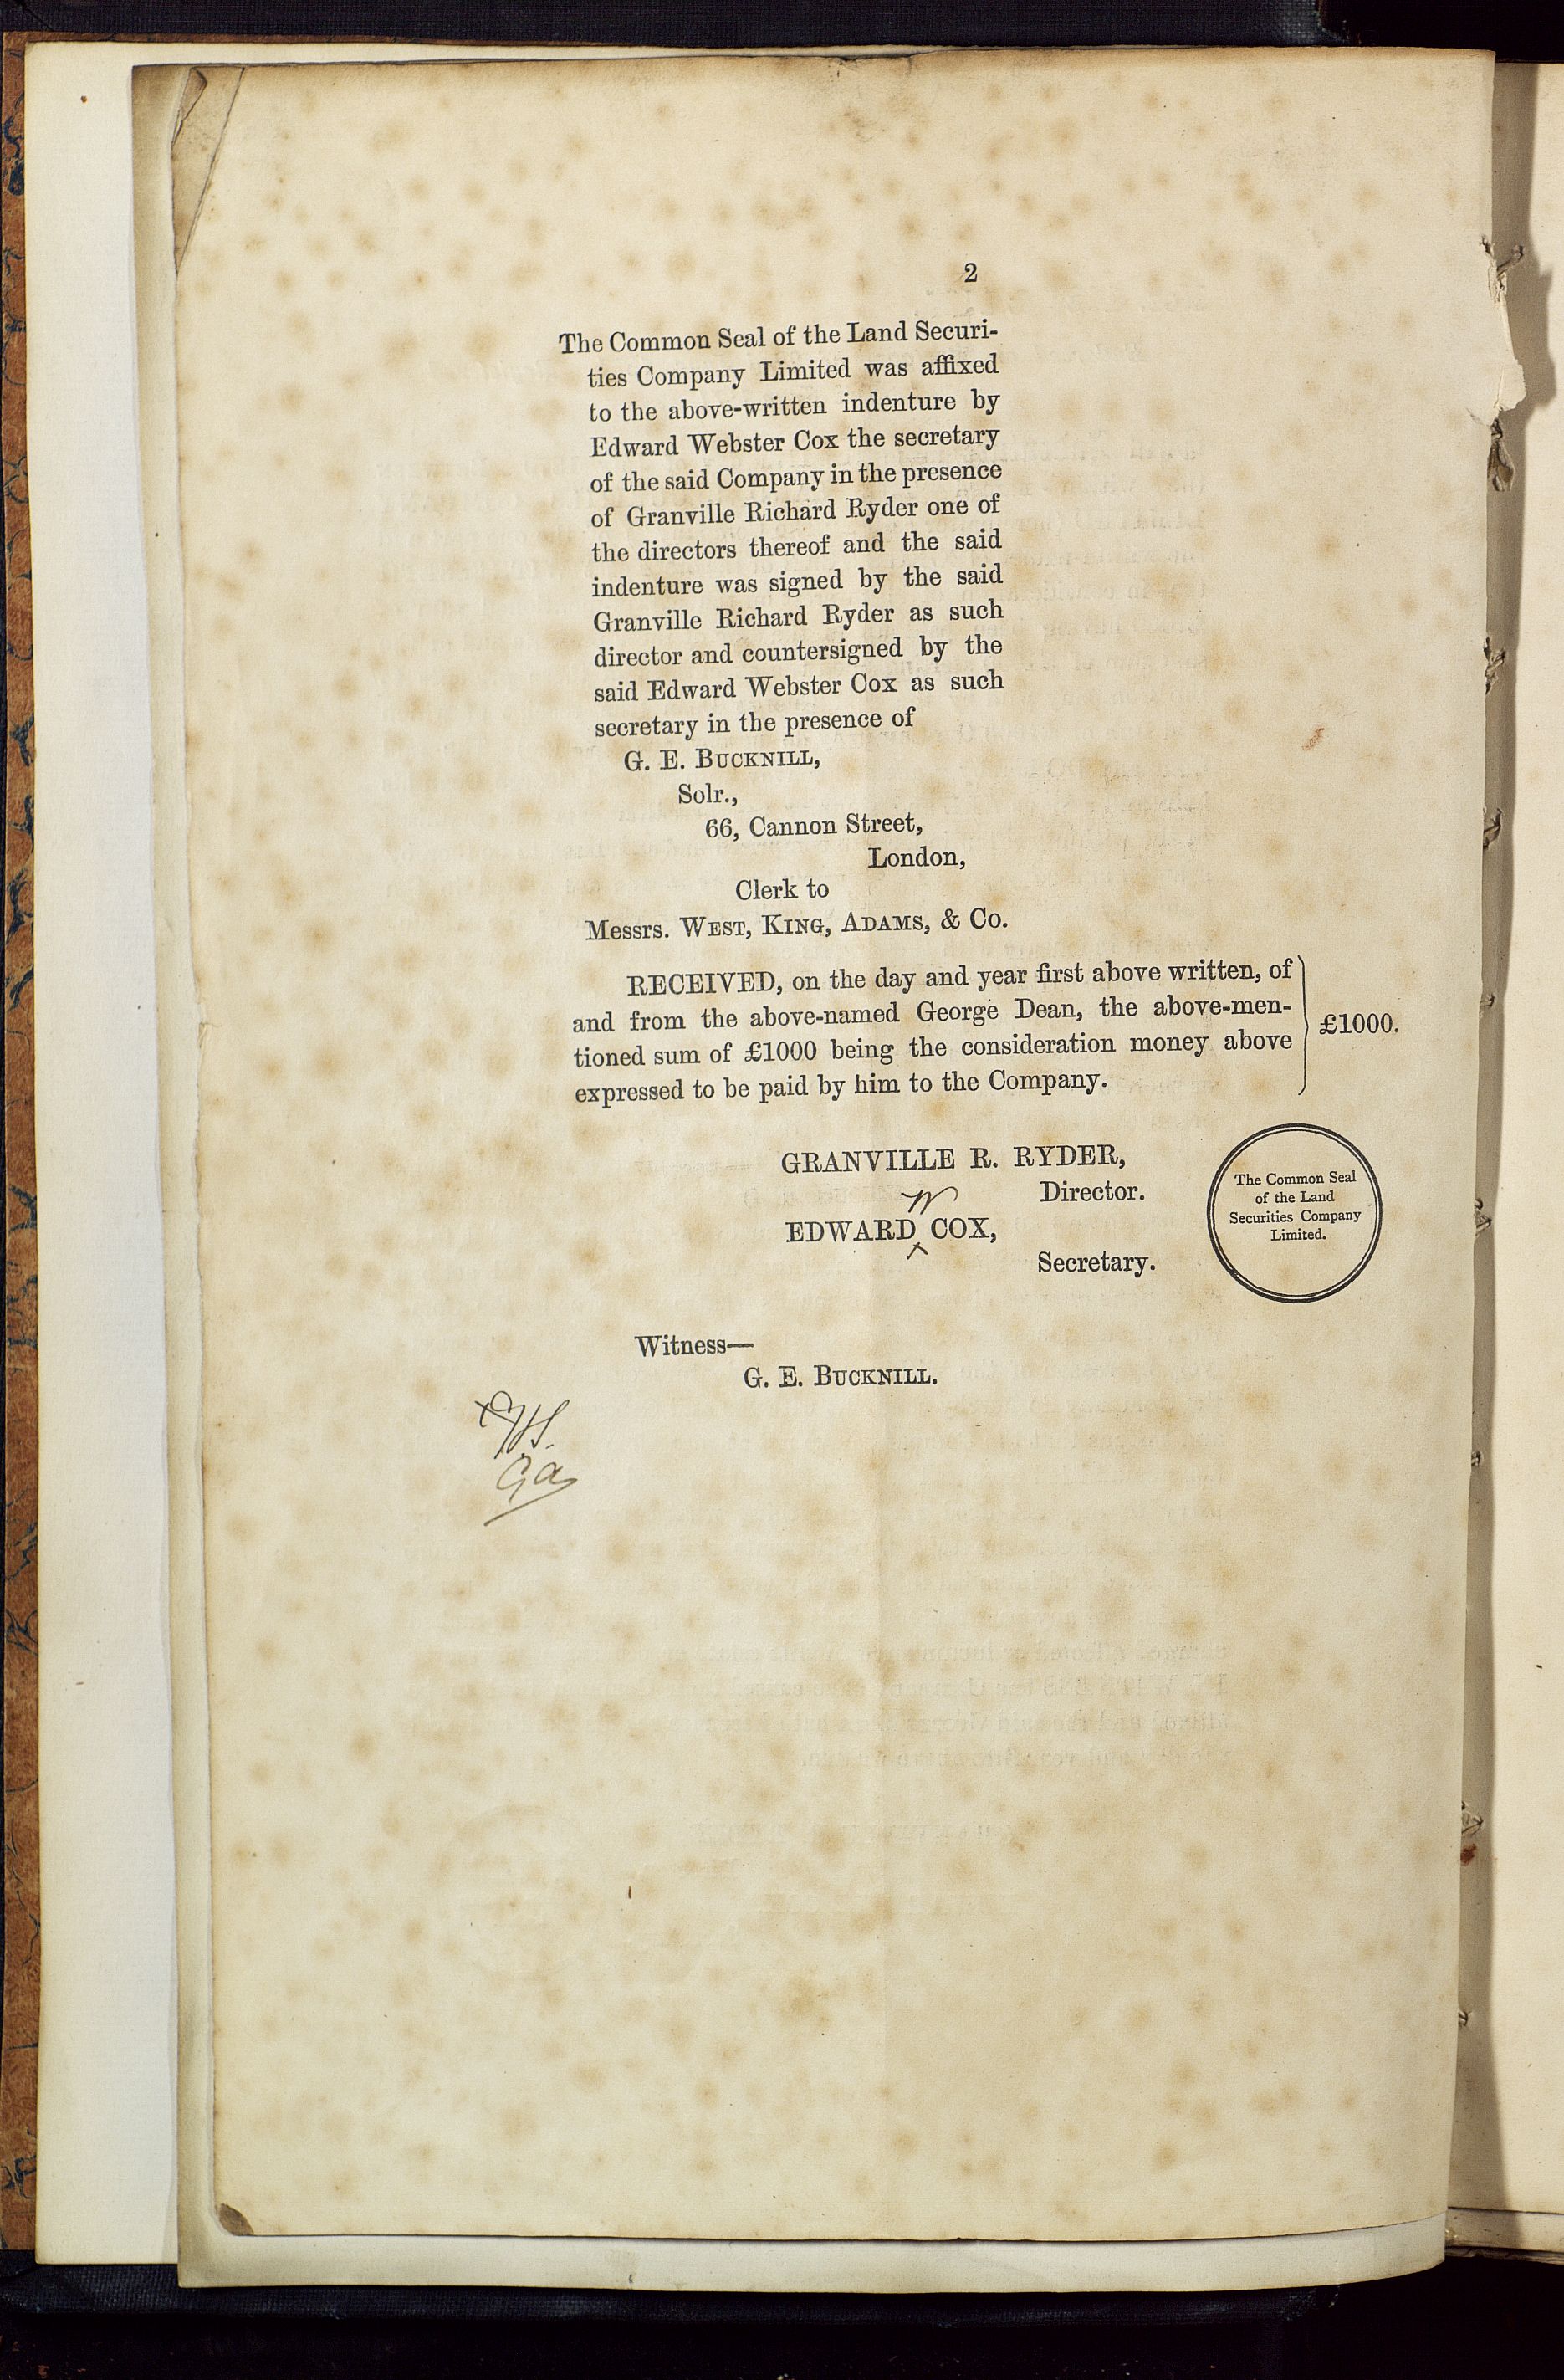 2
The Common Seal of the Land Securi-
ties Company Limited was affixed
to the above-written indenture by
Edward Webster Cox the secretary
of the said Company in the presence
of Granville Richard Ryder one of
the directors thereof and the said
indenture was signed by the said
Granville Richard Ryder as such
director and countersigned by the
said Edward Webster Cox as such
secretary in the presence of
G. E. BUCKNILL,
Solr.,
66, Cannon Street,
London,
Clerk to
Messrs. WEST, KING, ADAMS, & Co.
RECEIVED, on the day and year first above written, of
and from the above-named George Dean, the above-men-
tioned sum of £1000 being the consideration money above
expressed to be paid by him to the Company.
£1000.
GRANVILLE R. RYDER,
Director.
W
EDWARD COX,
Secretary.
The Common Seal
of the Land
Securities Company
Limited.
Witness—
G. E. BUCKNILL.